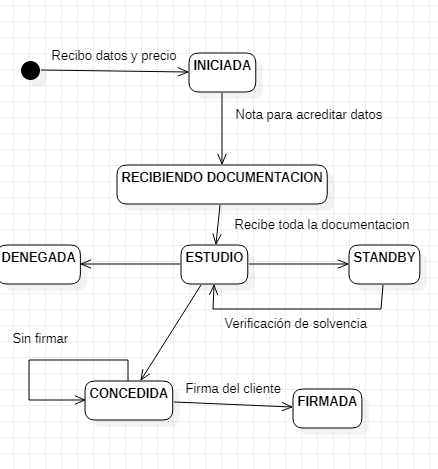 Recibo datos y precio
INICIADA
Nota para acreditar datos
RECIBIENDO DOCUMENTACION
Recibe toda la documentacion
DENEGADA
ESTUDIO
STANDBY
Verificación de solvencia
Sin firmar
CONCEDIDA
Firma del cliente
FIRMADA